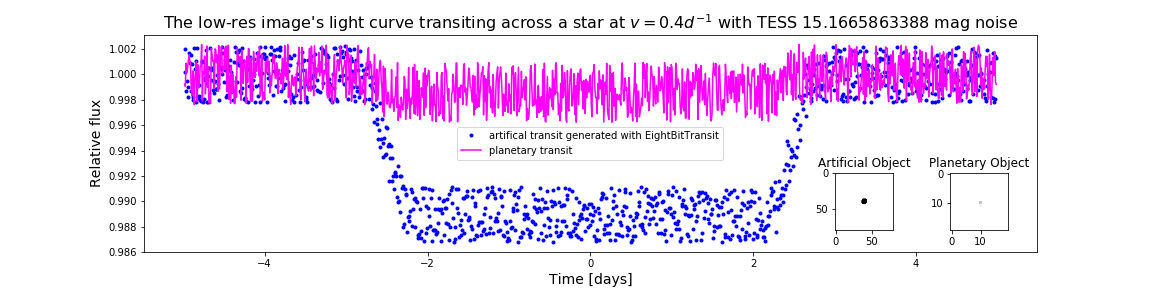 The low-res image's light curve transiting across a star at v = 0.4d⁻¹ with TESS 15.1665863388 mag noise
Relative flux
1.002
1.000
0.998
0.996
0.994
0.992
0.990
0.988
0.986
artifical transit generated with EightBitTransit
planetary transit
Artificial Object
0
50
0 50
Planetary Object
0
10
0 10
−4 −2 0 2 4
Time [days]